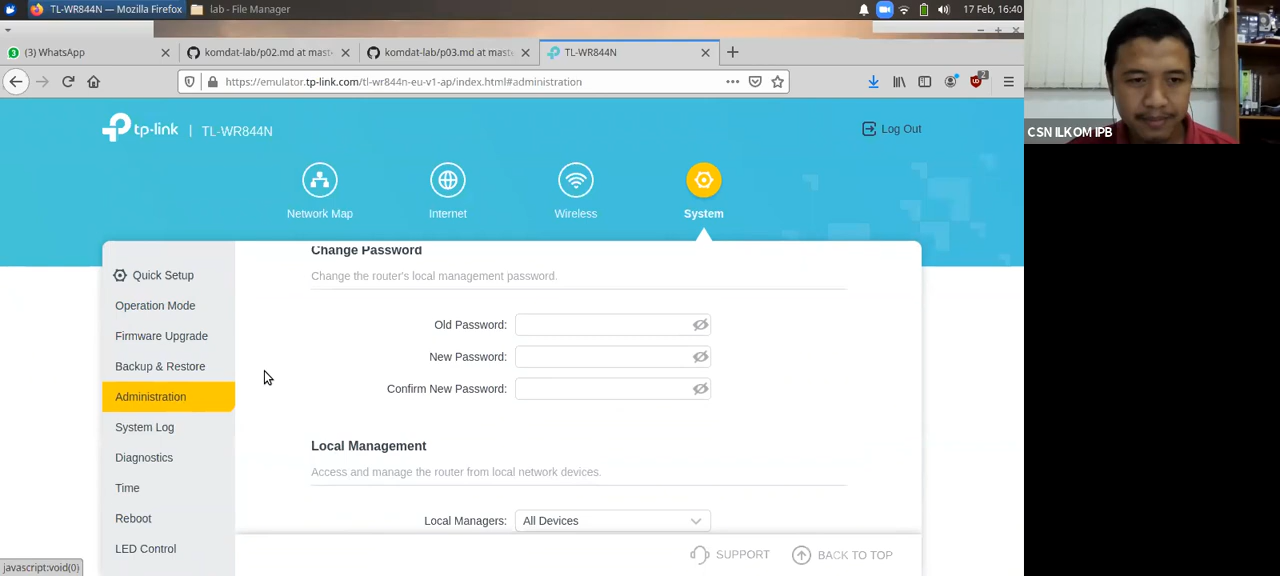 TL-WR844N — Mozilla Firefox
lab - File Manager
17 Feb, 16:40
(3) WhatsApp
komdat-lab/p02.md at mast
komdat-lab/p03.md at mast
TL-WR844N
https://emulator.tp-link.com/tl-wr844n-eu-v1-ap/index.html#administration
2
tp-link | TL-WR844N
Log Out
Network Map
Internet
Wireless
System
Quick Setup
Operation Mode
Firmware Upgrade
Backup & Restore
Administration
System Log
Diagnostics
Time
Reboot
LED Control
Change Password
Change the router's local management password.
Old Password:
New Password:
Confirm New Password:
Local Management
Access and manage the router from local network devices.
Local Managers: All Devices
SUPPORT
BACK TO TOP
javascript:void(0)
CSN ILKOM IPB